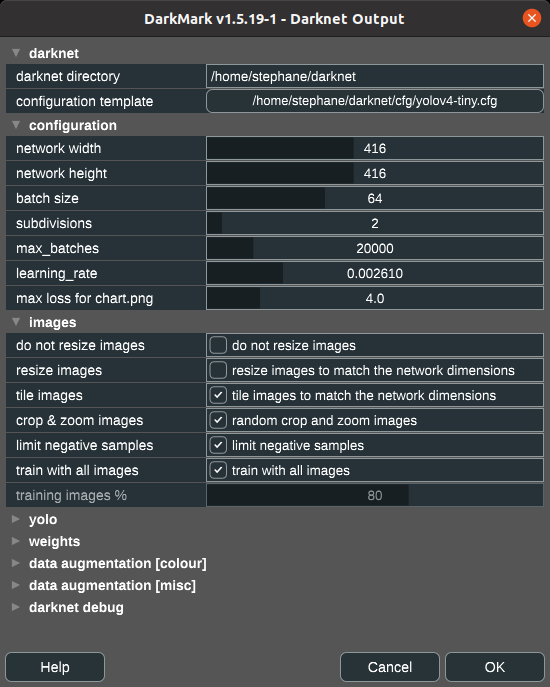 DarkMark v1.5.19-1 - Darknet Output
darknet
darknet directory /home/stephane/darknet
configuration template /home/stephane/darknet/cfg/yolov4-tiny.cfg
configuration
network width 416
network height 416
batch size 64
subdivisions 2
max_batches 20000
learning_rate 0.002610
max loss for chart.png 4.0
images
do not resize images do not resize images
resize images resize images to match the network dimensions
tile images tile images to match the network dimensions
crop & zoom images random crop and zoom images
limit negative samples limit negative samples
train with all images train with all images
training images % 80
yolo
weights
data augmentation [colour]
data augmentation [misc]
darknet debug
Help Cancel OK